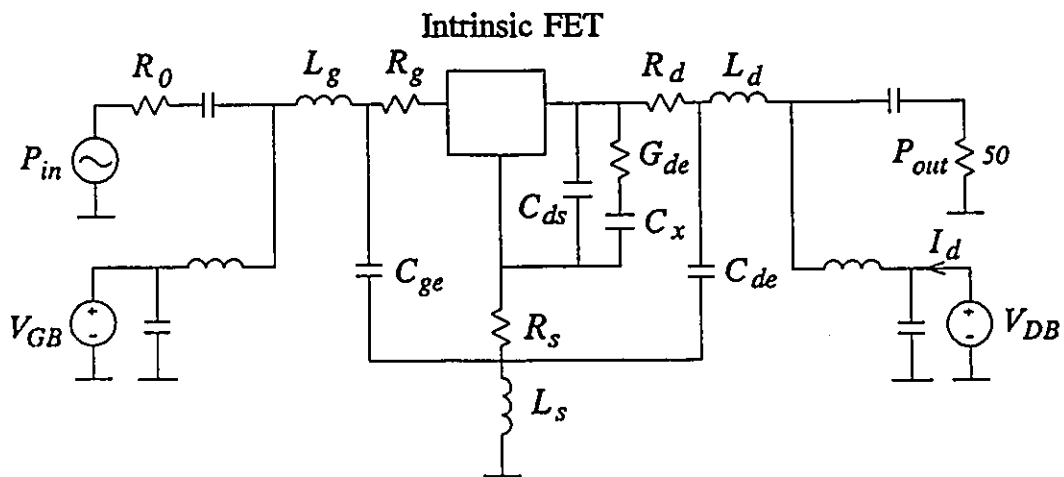 Intrinsic FET
R0
Lg
Rg
Rd
Ld
Pin
Gde
Pout
50
Cds
Cx
Id
Cge
Cde
VGB
Rs
VDB
Ls